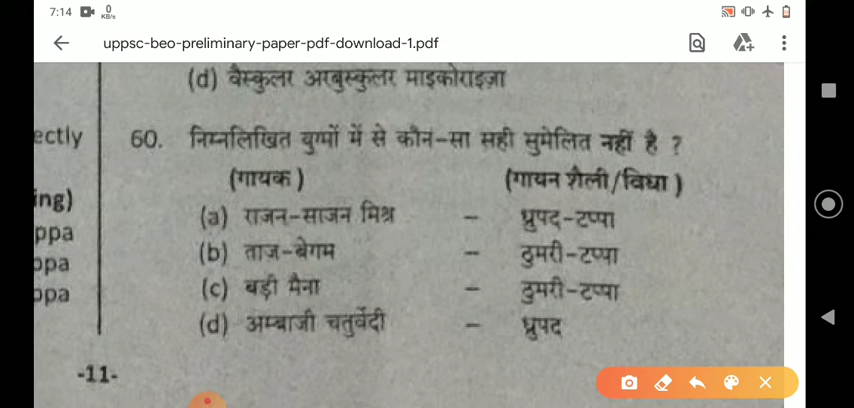 7:14 0 KB/s
uppsc-beo-preliminary-paper-pdf-download-1.pdf
(d) वैस्कुलर अरबुस्कुलर माइकोराइज़ा
ectly 60. निम्नलिखित युग्मों में से कौन-सा सही सुमेलित नहीं है ?
ing) (गायक) (गायन शैली/विधा)
ppa (a) राजन-साजन मिश्र – ध्रुपद-टप्पा
ppa (b) ताज-बेगम – ठुमरी-टप्पा
ppa (c) बड़ी मैना – ठुमरी-टप्पा
(d) अम्बाजी चतुर्वेदी – ध्रुपद
-11-